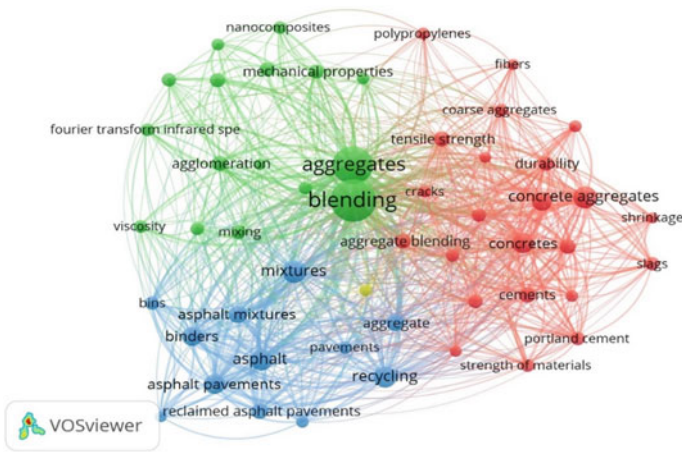 nanocomposites
polypropylenes
mechanical properties
fibers
coarse aggregates
fourier transform infrared spe
tensile strength
agglomeration
aggregates
durability
blending
cracks
concrete aggregates
shrinkage
viscosity
mixing
aggregate blending
concretes
mixtures
slags
bins
asphalt mixtures
cements
binders
aggregate
pavements
portland cement
asphalt
strength of materials
asphalt pavements
recycling
reclaimed asphalt pavements
VOSviewer